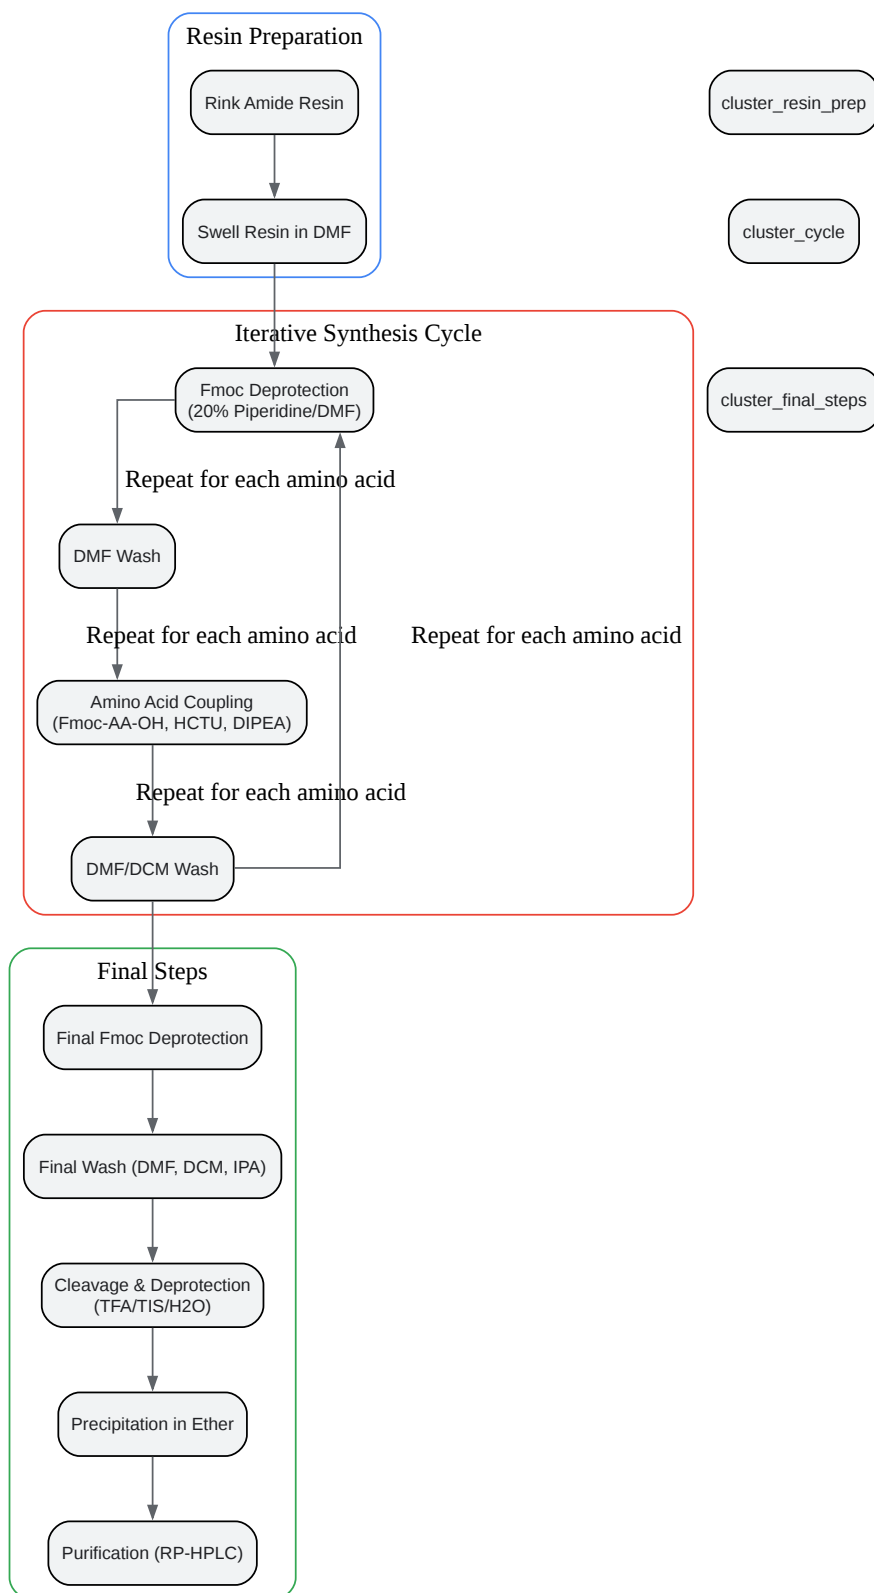 Resin Preparation
Rink Amide Resin
cluster_resin_prep
Swell Resin in DMF
cluster_cycle
Iterative Synthesis Cycle
Fmoc Deprotection
(20% Piperidine/DMF)
cluster_final_steps
Repeat for each amino acid
DMF Wash
Repeat for each amino acid
Repeat for each amino acid
Amino Acid Coupling
(Fmoc-AA-OH, HCTU, DIPEA)
Repeat for each amino acid
DMF/DCM Wash
Final Steps
Final Fmoc Deprotection
Final Wash (DMF, DCM, IPA)
Cleavage & Deprotection
(TFA/TIS/H2O)
Precipitation in Ether
Purification (RP-HPLC)